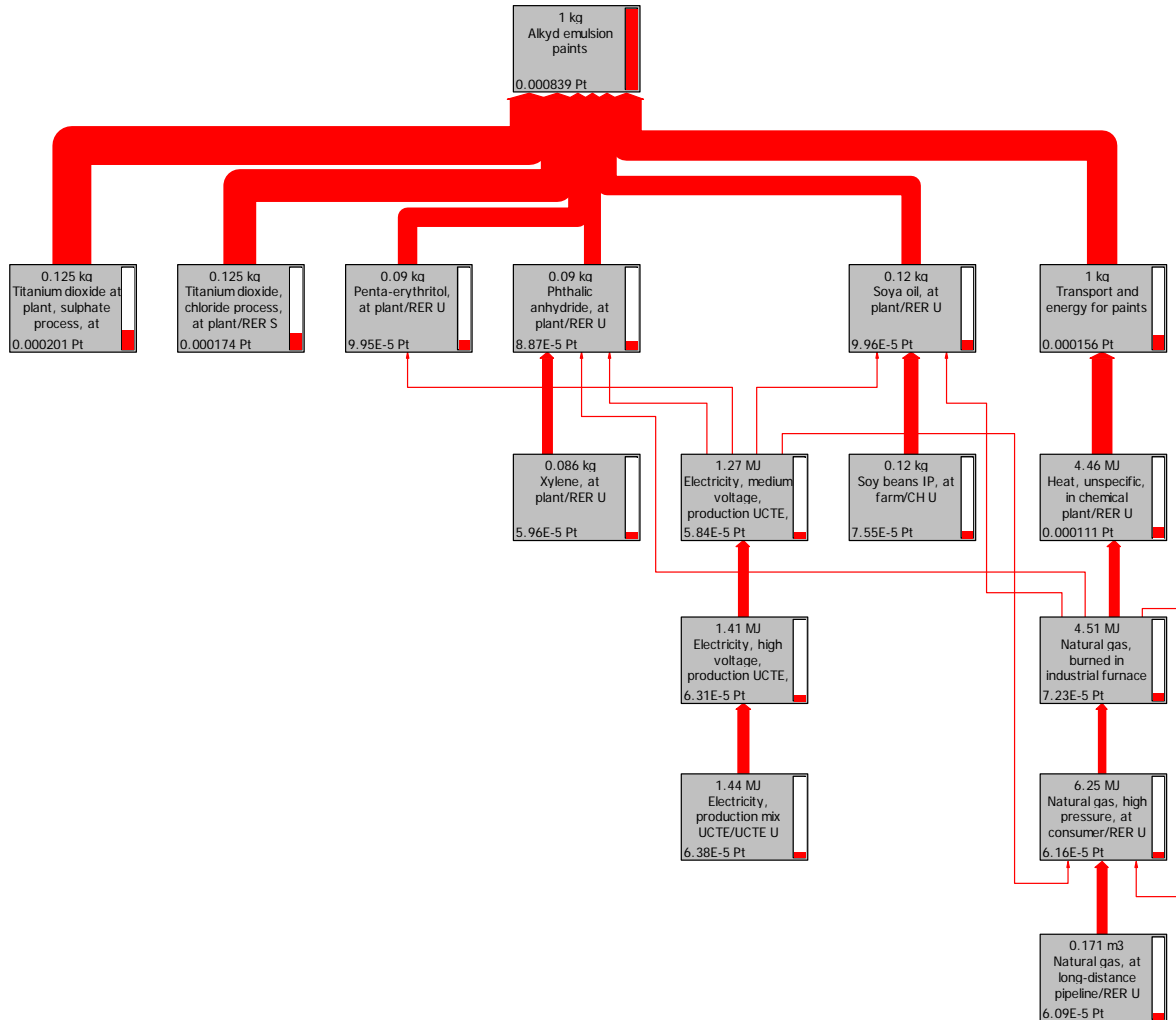 1 kg
Alkyd emulsion
paints
0.000839 Pt
0.125 kg
Titanium dioxide at
plant, sulphate
process, at
0.000201 Pt
0.125 kg
Titanium dioxide,
chloride process,
at plant/RER S
0.000174 Pt
0.09 kg
Penta-erythritol,
at plant/RER U
9.95E-5 Pt
0.09 kg
Phthalic
anhydride, at
plant/RER U
8.87E-5 Pt
0.12 kg
Soya oil, at
plant/RER U
9.96E-5 Pt
1 kg
Transport and
energy for paints
0.000156 Pt
0.086 kg
Xylene, at
plant/RER U
5.96E-5 Pt
1.27 MJ
Electricity, medium
voltage,
production UCTE,
5.84E-5 Pt
0.12 kg
Soy beans IP, at
farm/CH U
7.55E-5 Pt
4.46 MJ
Heat, unspecific,
in chemical
plant/RER U
0.000111 Pt
1.41 MJ
Electricity, high
voltage,
production UCTE,
6.31E-5 Pt
4.51 MJ
Natural gas,
burned in
industrial furnace
7.23E-5 Pt
1.44 MJ
Electricity,
production mix
UCTE/UCTE U
6.38E-5 Pt
6.25 MJ
Natural gas, high
pressure, at
consumer/RER U
6.16E-5 Pt
0.171 m3
Natural gas, at
long-distance
pipeline/RER U
6.09E-5 Pt